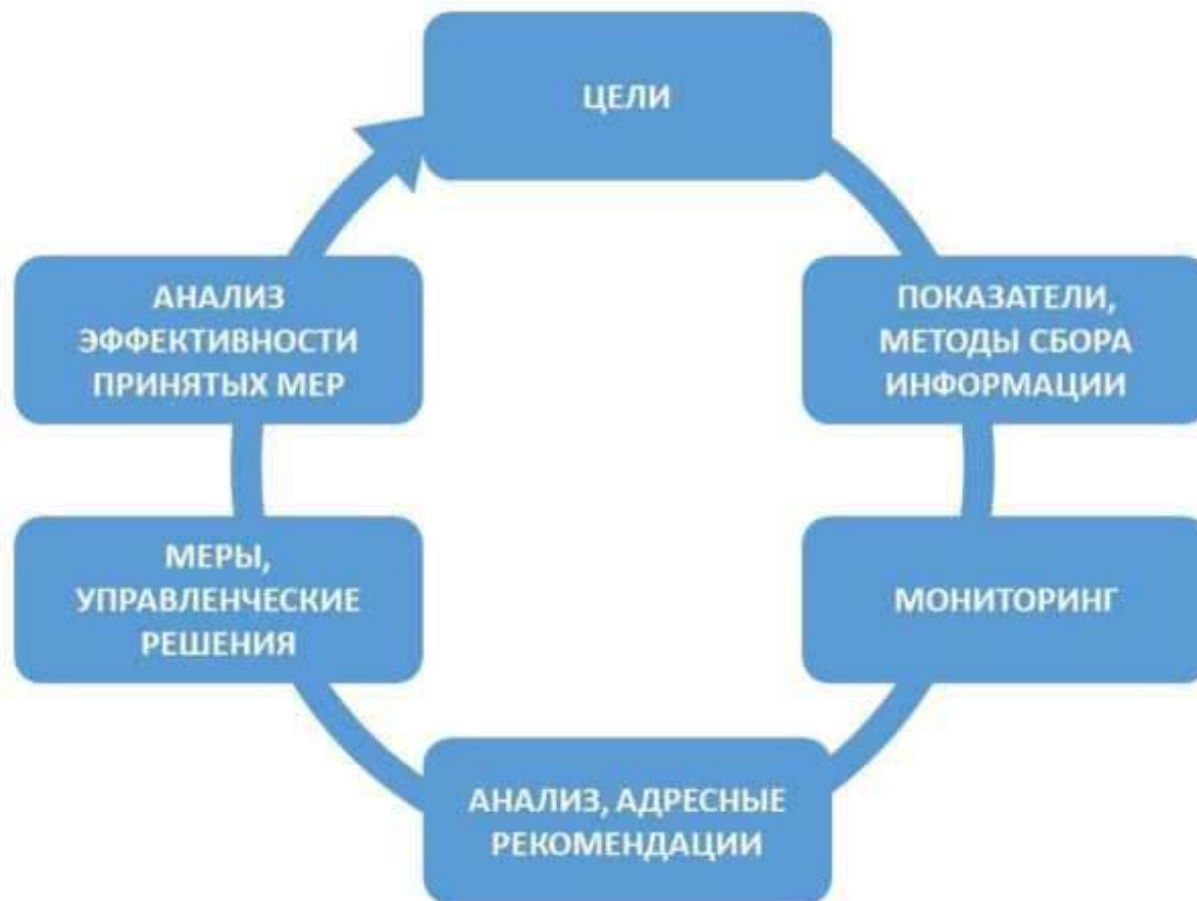 ЦЕЛИ
ПОКАЗАТЕЛИ,
МЕТОДЫ СБОРА
ИНФОРМАЦИИ
МОНИТОРИНГ
АНАЛИЗ, АДРЕСНЫЕ
РЕКОМЕНДАЦИИ
МЕРЫ,
УПРАВЛЕНЧЕСКИЕ
РЕШЕНИЯ
АНАЛИЗ
ЭФФЕКТИВНОСТИ
ПРИНЯТЫХ МЕР